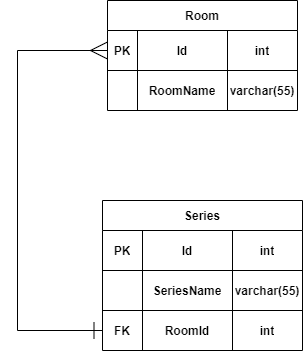 Room
PK Id int
RoomName varchar(55)
Series
PK Id int
SeriesName varchar(55)
FK RoomId int